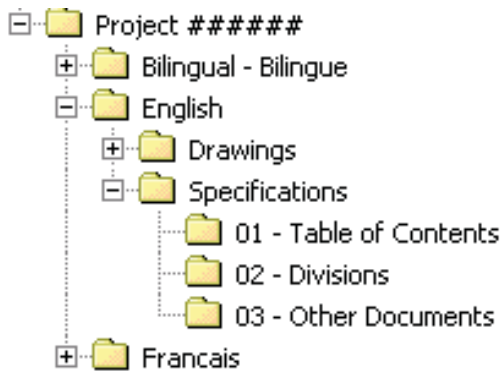 Project ######
Bilingual - Bilingue
English
Drawings
Specifications
01 - Table of Contents
02 - Divisions
03 - Other Documents
Francais